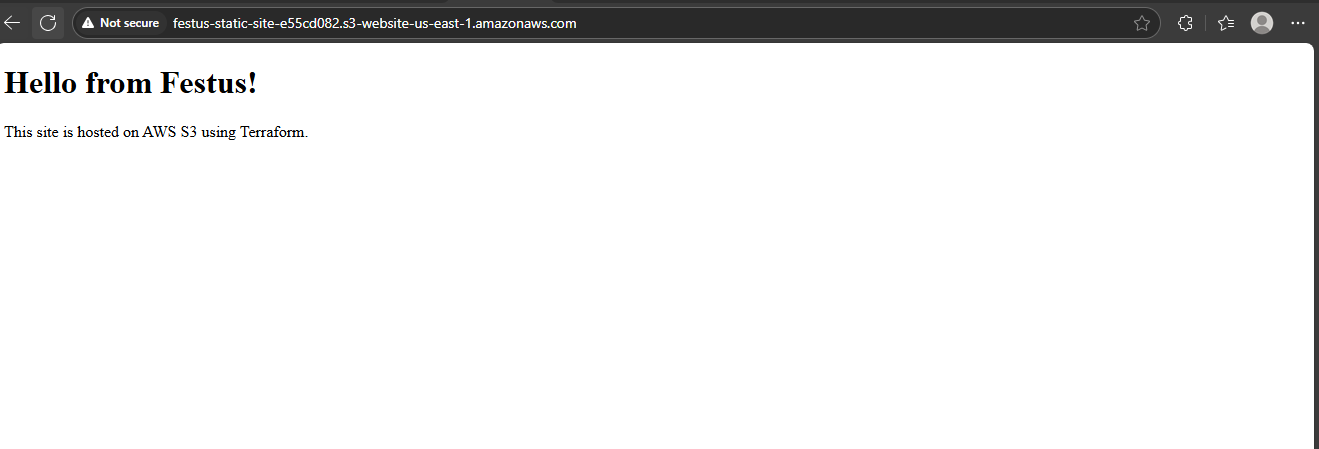 Not secure festus-static-site-e55cd082.s3-website-us-east-1.amazonaws.com
Hello from Festus!
This site is hosted on AWS S3 using Terraform.